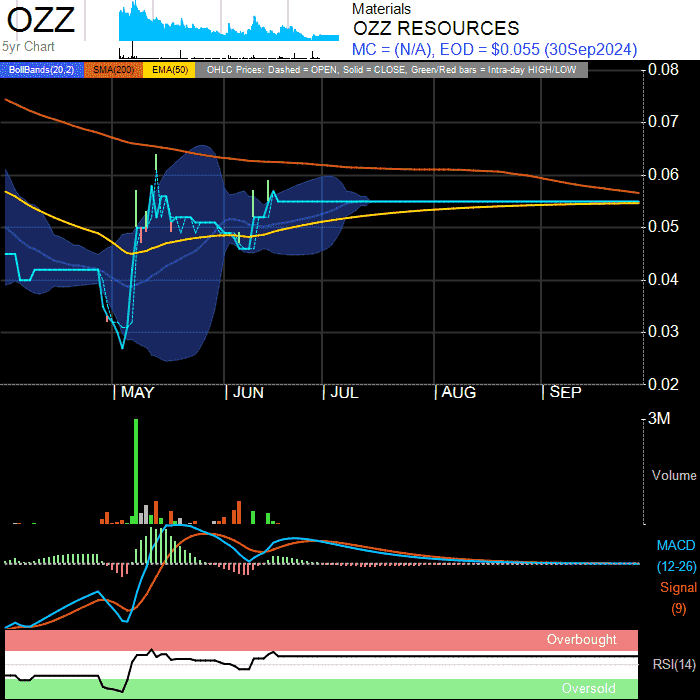 OZZ
5yr Chart
Materials
OZZ RESOURCES
MC = (N/A), EOD = $0.055 (30Sep2024)
BollBands(20,2) SMA(200) EMA(50) OHLC Prices: Dashed = OPEN, Solid = CLOSE, Green/Red bars = Intra-day HIGH/LOW
0.08
0.07
0.06
0.05
0.04
0.03
0.02
MAY JUN JUL AUG SEP
3M
Volume
MACD
(12-26)
Signal
(9)
Overbought
RSI(14)
Oversold